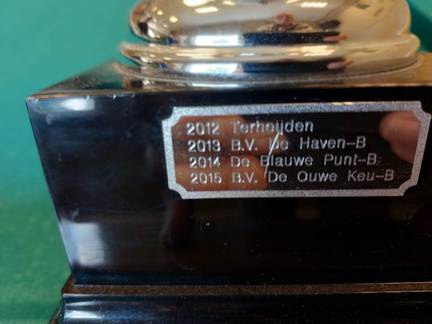 2012 Terheijden
2013 B.V. De Haven-B
2014 De Blauwe Punt-B
2015 B.V. De Ouwe Keu-B